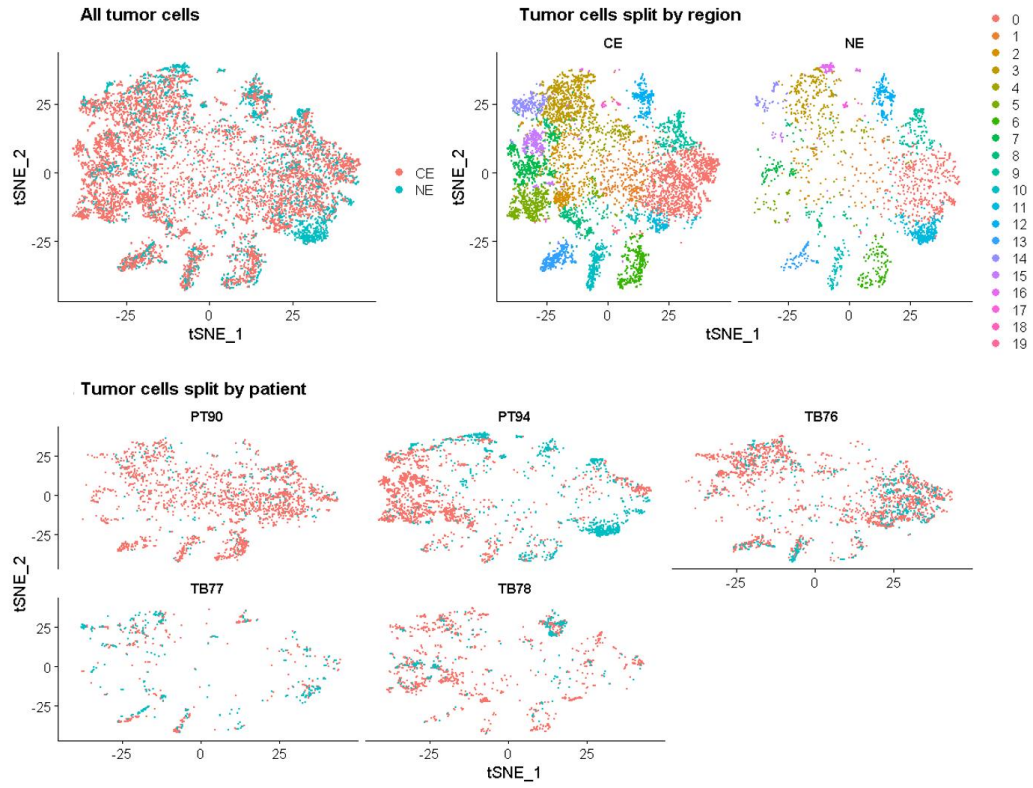 All tumor cells
Tumor cells split by region
CE
NE
tSNE_2
25
0
-25
-25
0
25
tSNE_1
CE
NE
tSNE_2
25
0
-25
-25
0
25
-25
0
25
tSNE_1
0
1
2
3
4
5
6
7
8
9
10
11
12
13
14
15
16
17
18
19
Tumor cells split by patient
PT90
PT94
TB76
25
0
-25
-25
0
25
tSNE_2
TB77
TB78
25
0
-25
-25
0
25
-25
0
25
tSNE_1